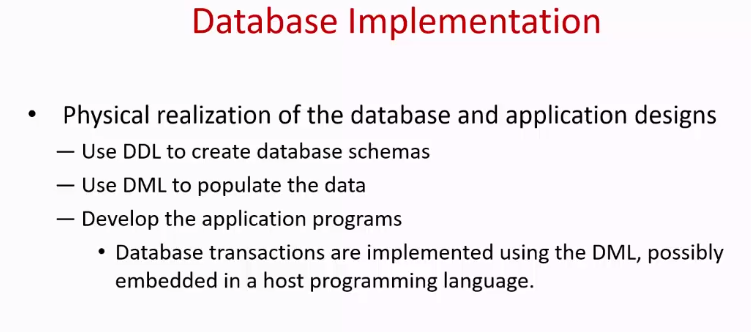 Database Implementation
• Physical realization of the database and application designs
— Use DDL to create database schemas
— Use DML to populate the data
— Develop the application programs
• Database transactions are implemented using the DML, possibly
embedded in a host programming language.